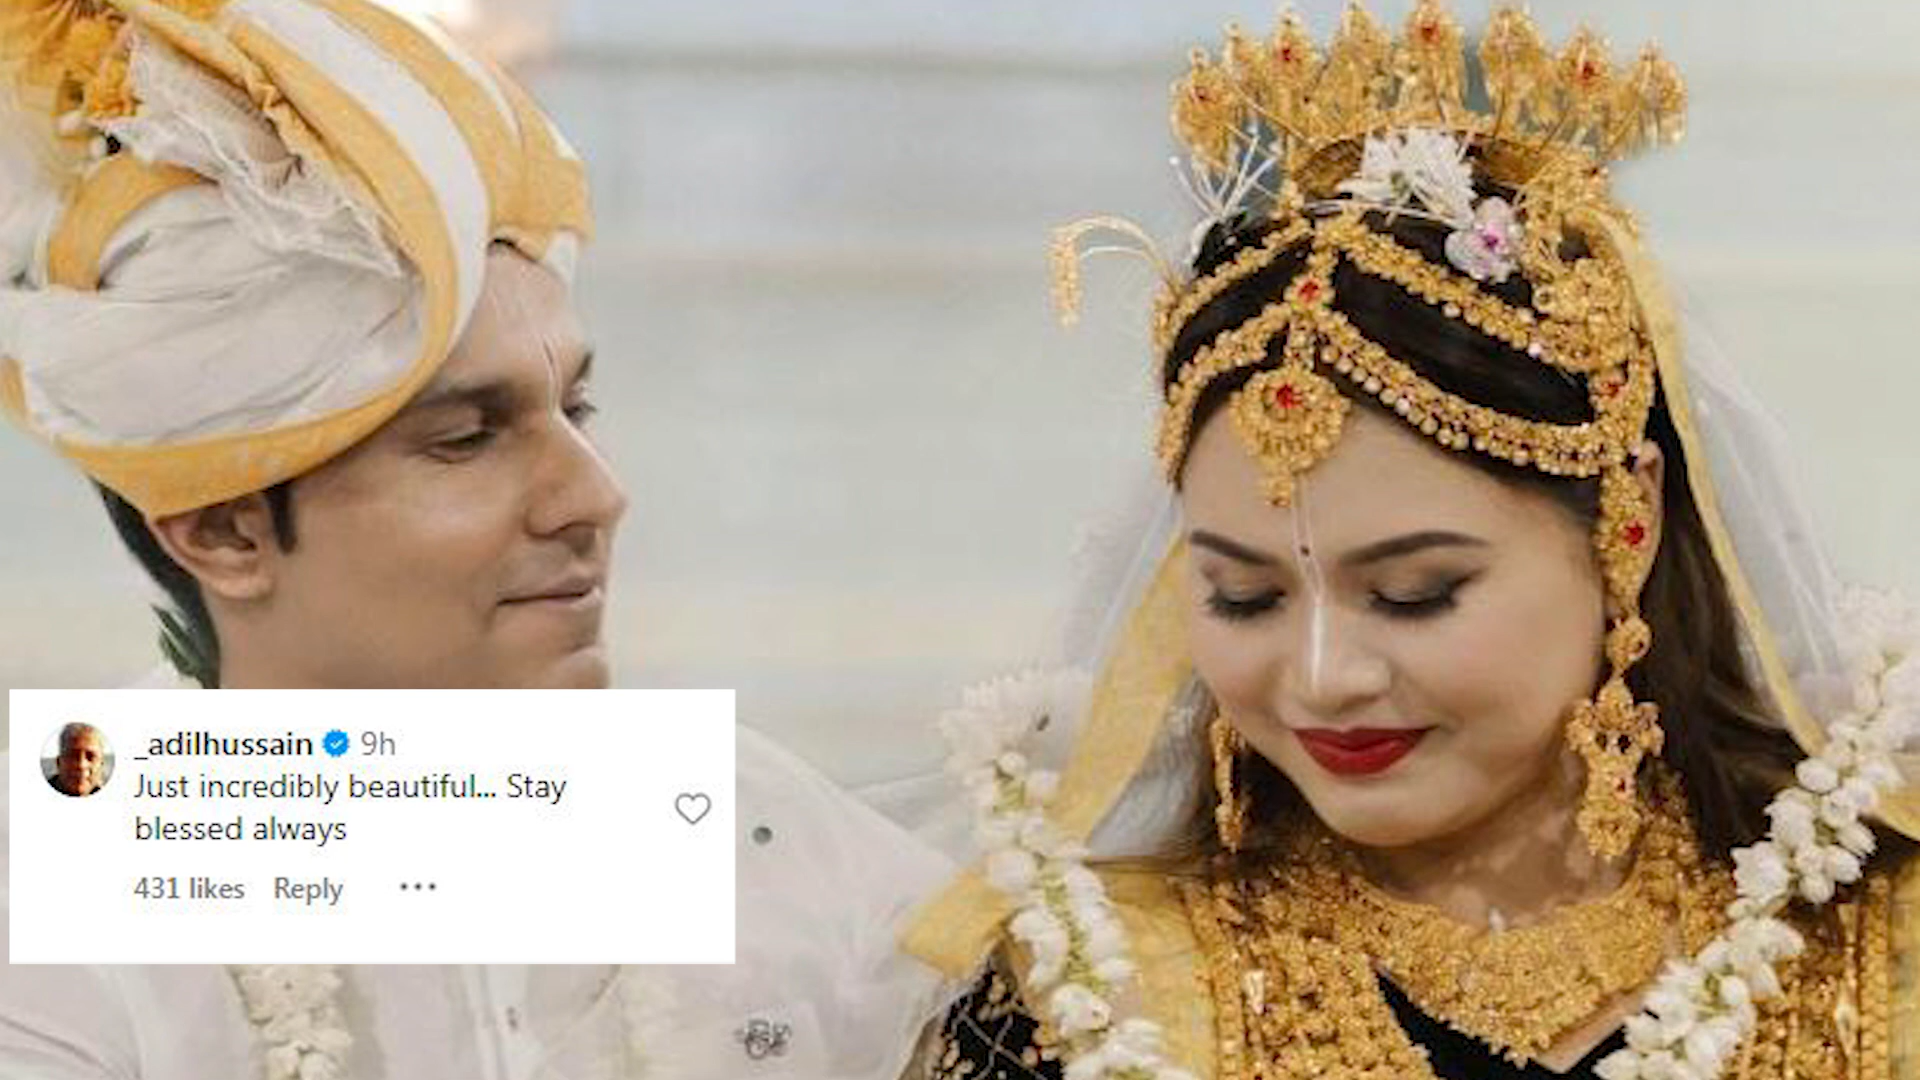 _adilhussain 9h
Just incredibly beautiful... Stay
blessed always
431 likes Reply